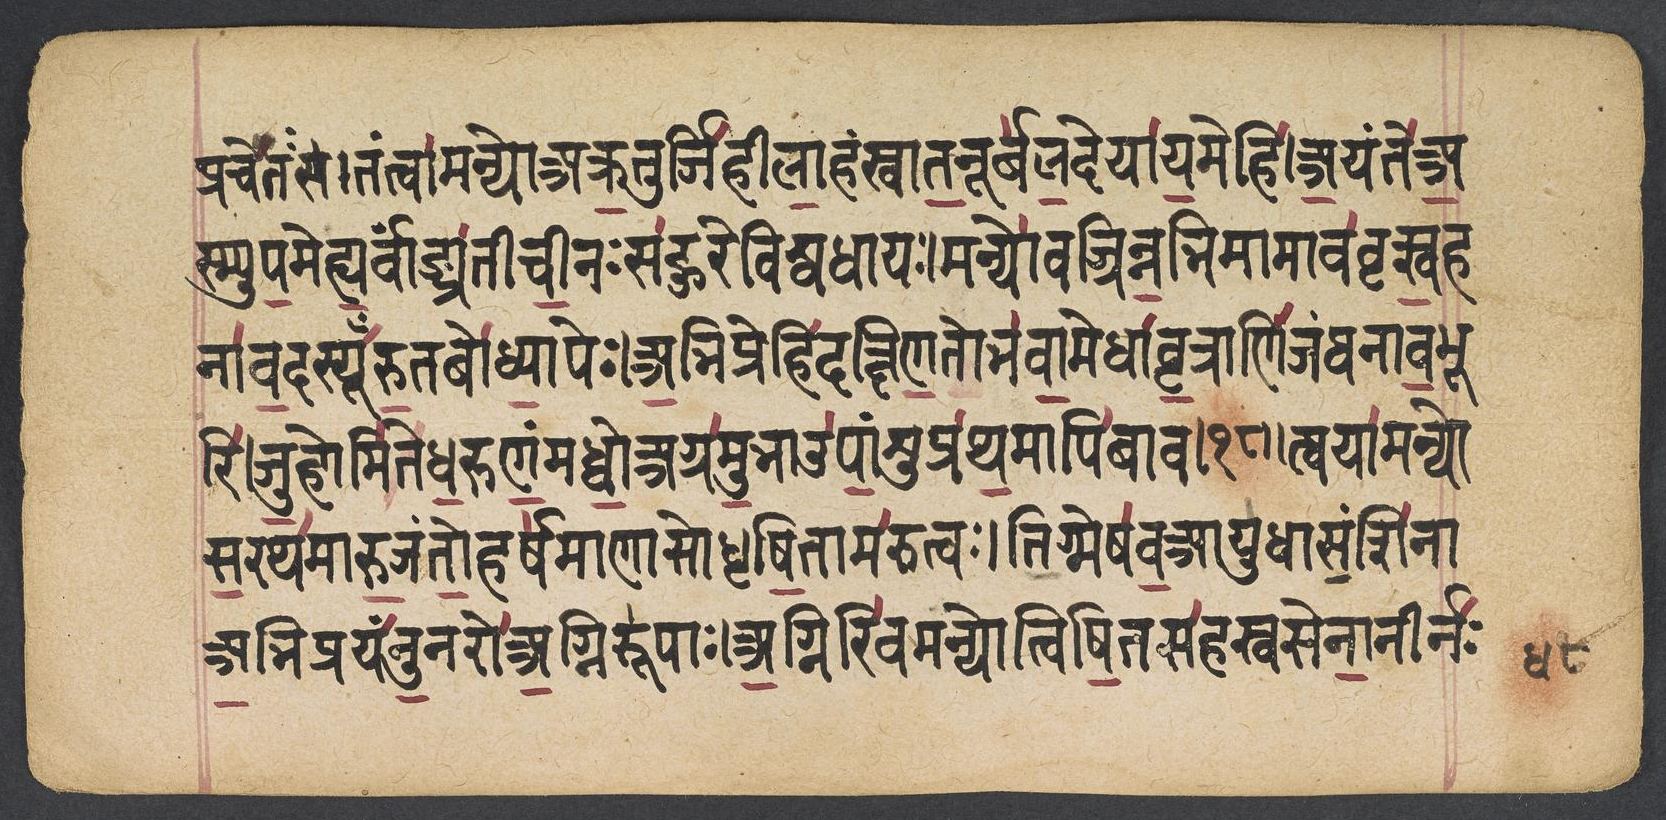 प्रचेतः। तंत्वामन्योअक्रतुर्जिहीलाहंस्वातनूर्बलदेयायमेहि। अयंतेअ
स्म्युपमेह्यर्वाङ्प्रतीचीनःसहुरेविश्वधायः। मन्योवज्रिन्नभिमामाववृत्स्वह
नावदस्यूँरुतबोध्यापेः। अभिप्रेहिदक्षिणतोभवामेधावृत्राणिजंघनावभू
रि। जुहोमितेधरुणंमध्वोअग्रमुभाउपांशुप्रथमापिबाव। १८।। त्वयामन्यो
सरथमारुजंतोहर्षमाणासोधृषितामरुत्वः। तिग्मेषवआयुधासंशिशाना
अभिप्रयंतुनरोअग्निरूपाः। अग्निरिवमन्योत्विषितसहस्वसेनानीर्नः
५८